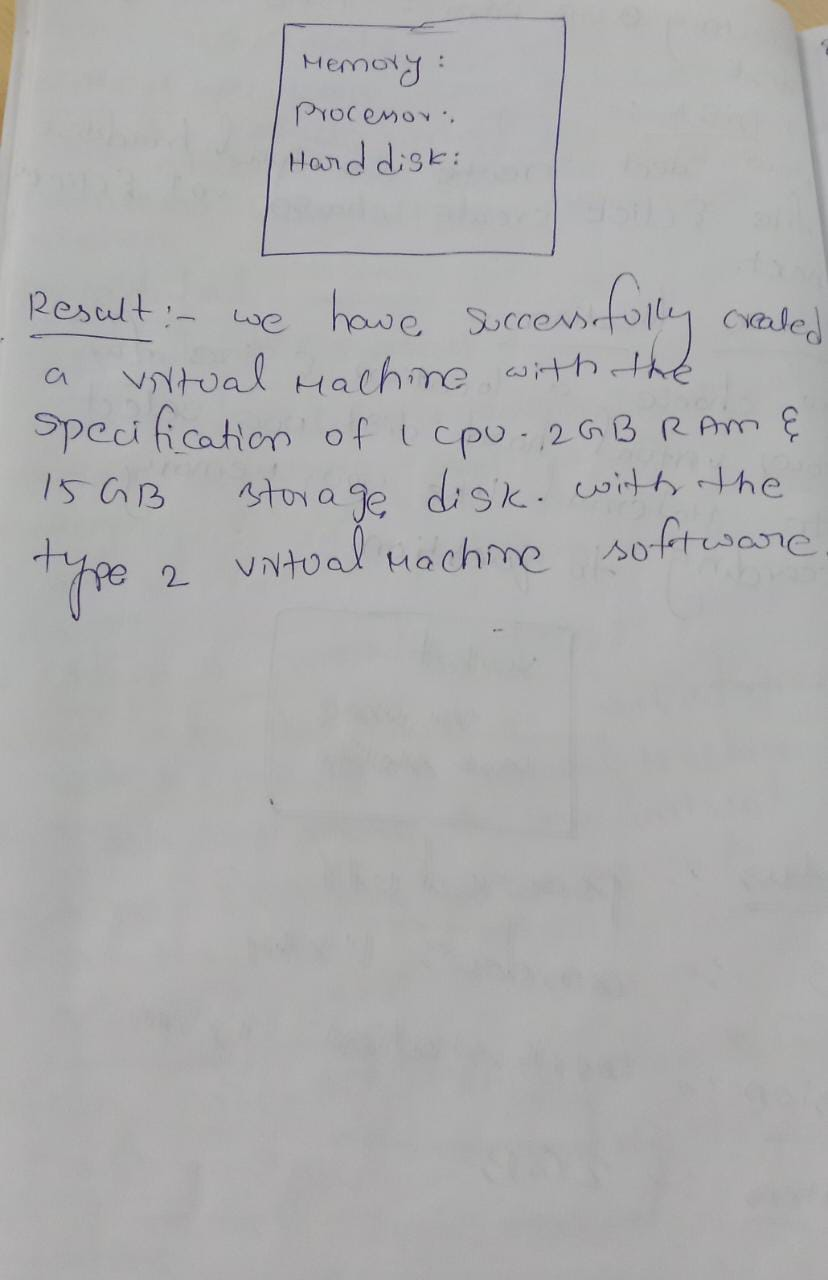 Memory :
Processor :.
Hard disk :
Result :- we have successfully created
a virtual Machine with the
specification of 1 cpu. 2GB RAM &
15 GB storage disk. with the
type 2 virtual Machine software.